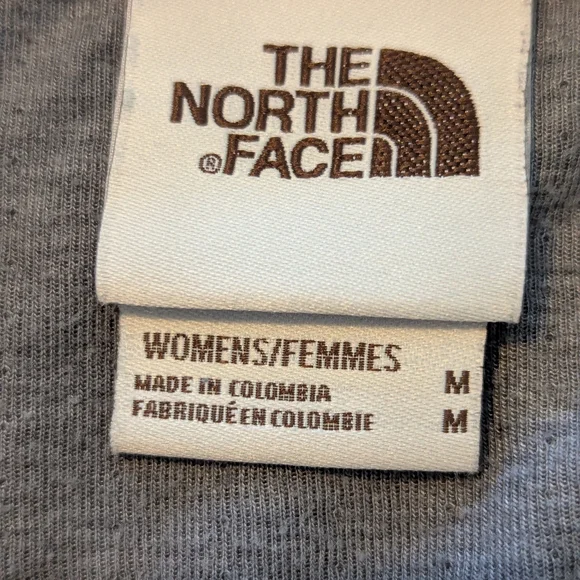 THE
NORTH
® FACE
WOMENS/FEMMES
MADE IN COLOMBIA M
FABRIQUÉ EN COLOMBIE M